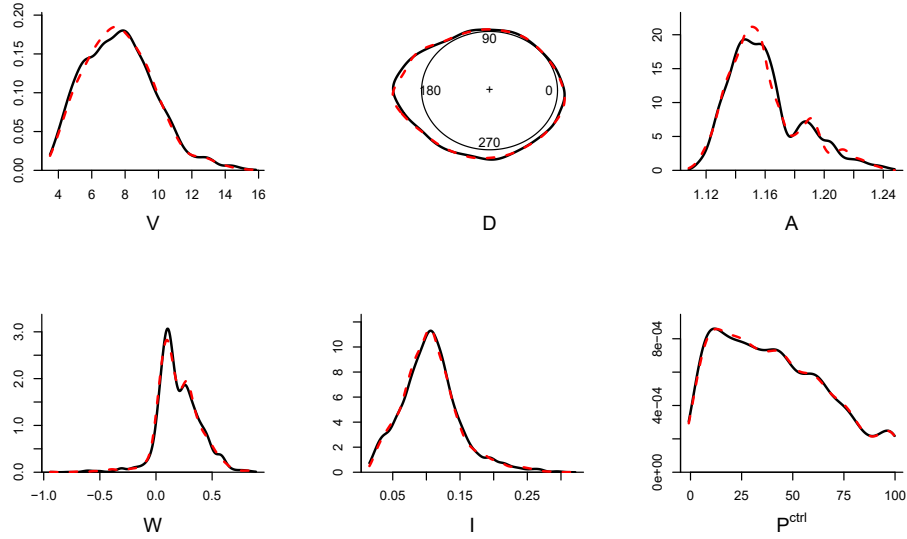 0.00 0.05 0.10 0.15 0.20
4 6 8 10 12 14 16
V
90
180 + 0
270
D
0 5 10 15 20
1.12 1.16 1.20 1.24
A
0.0 1.0 2.0 3.0
−1.0 −0.5 0.0 0.5
W
0 2 4 6 8 10
0.05 0.15 0.25
I
0e+00 4e−04 8e−04
0 25 50 75 100
P^ctrl